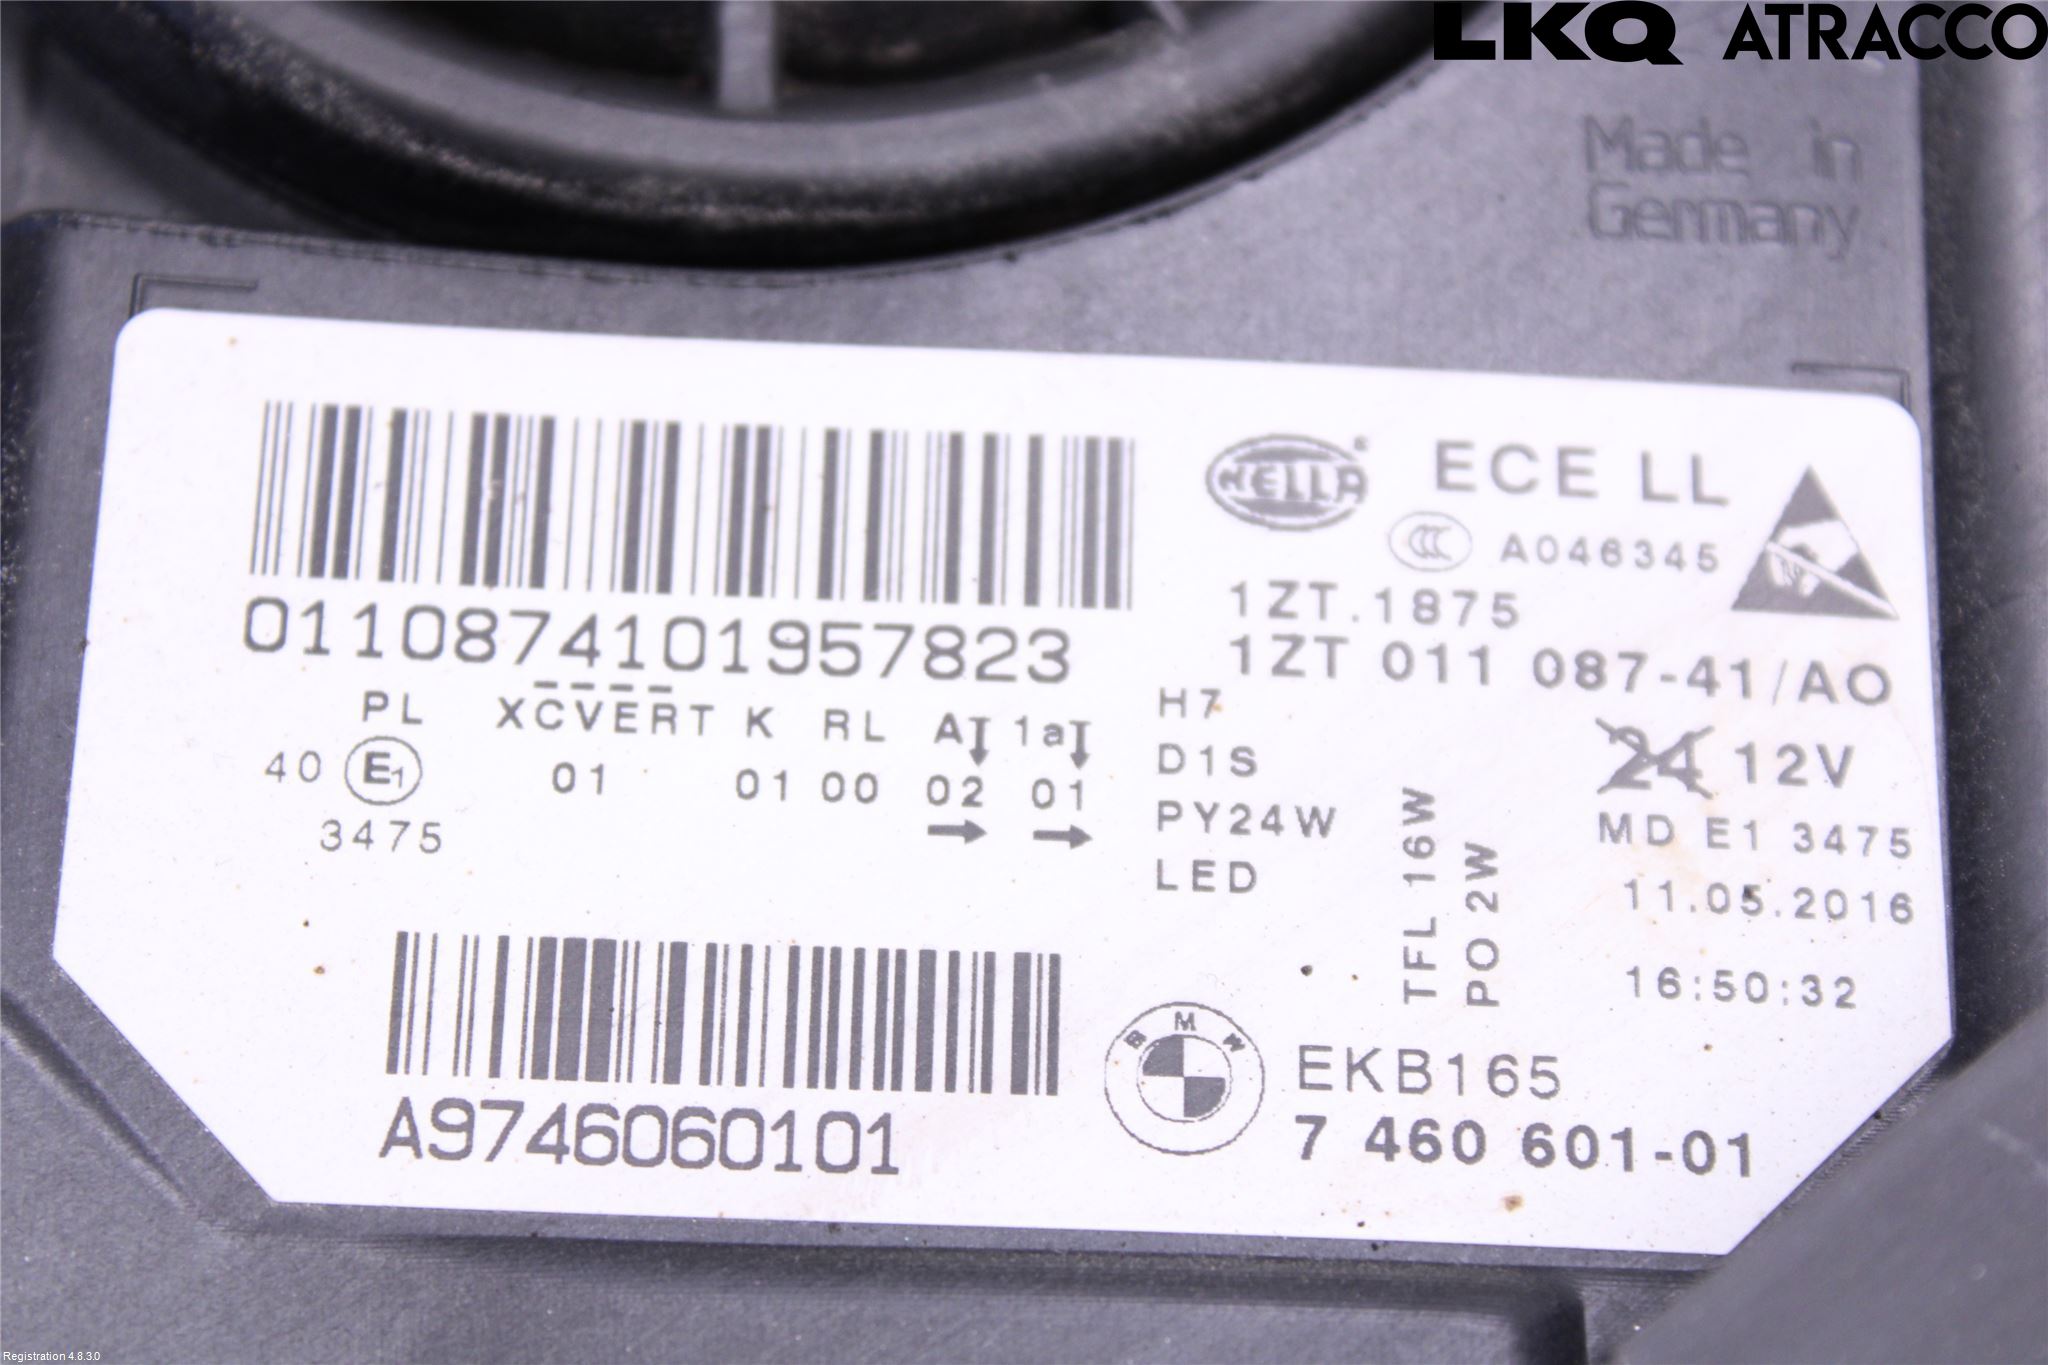 LKQ ATRACCO
Made in
Germany
HELLA
ECE LL
CCC A046345
1ZT.1875
1ZT 011 087-41/A0
0110874101957823
PL XCVERT K RL A 1a
40 E1 01 01 00 02 01
3475
H7
D1S
PY24W
LED
TFL 16W
PO 2W
24 12V
MD E1 3475
11.05.2016
16:50:32
A9746060101
BMW
EKB165
7 460 601-01
Registration 4.8.3.0